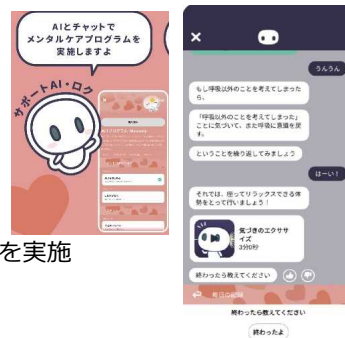 AIとチャットで
メンタルケアプログラムを
実施しますよ
サポートAI・ロク
を実施
うんうん
もし呼吸以外のことを考えてしまった
ら、
「呼吸以外のことを考えてしまった」
ことに気づいて、また呼吸に意識を戻
す。
ということを繰り返してみましょう
はーい！
それでは、座ってリラックスできる体
勢をとって行いましょう！
気づきのエクササ
イズ
3分0秒
終わったら教えてください
毎日の記録
終わったら教えてください
終わったよ